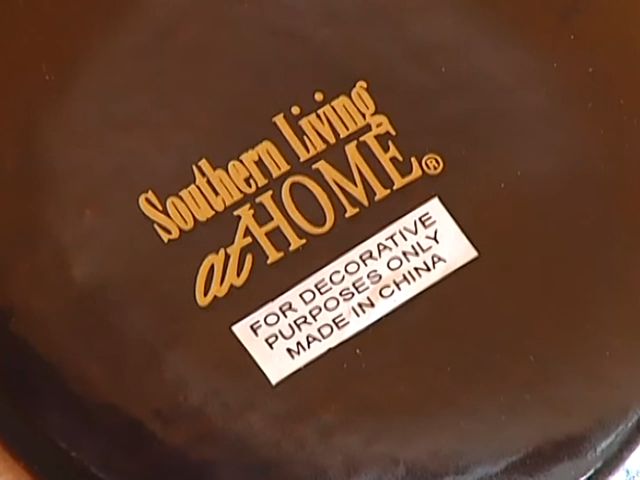 Southern Living
at HOME®
FOR DECORATIVE
PURPOSES ONLY
MADE IN CHINA